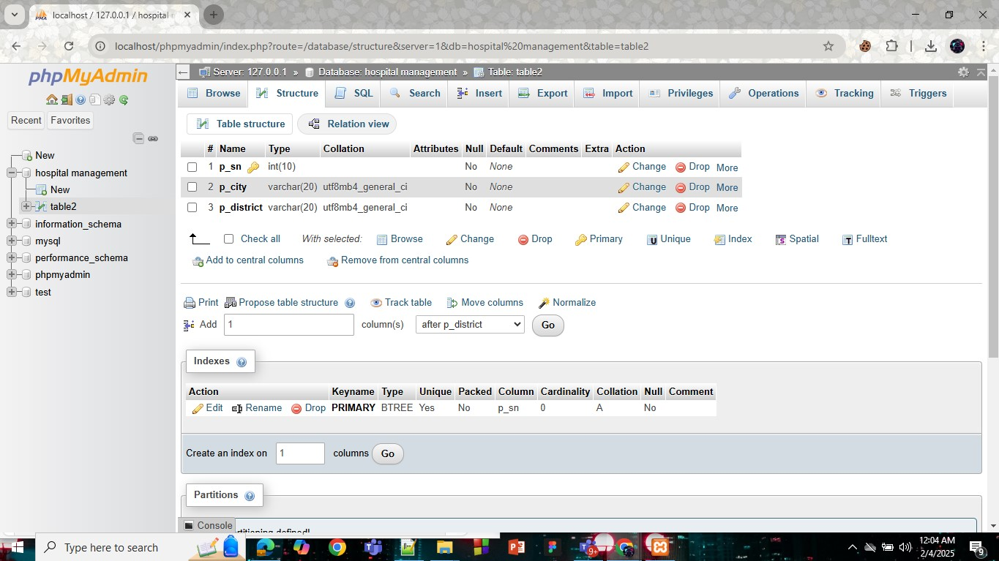 localhost / 127.0.0.1 / hospital
localhost/phpmyadmin/index.php?route=/database/structure&server=1&db=hospital%20management&table=table2
phpMyAdmin
Recent Favorites
New
hospital management
New
table2
information_schema
mysql
performance_schema
phpmyadmin
test
Server: 127.0.0.1 » Database: hospital management » Table: table2
Browse Structure SQL Search Insert Export Import Privileges Operations Tracking Triggers
Table structure Relation view
# Name Type Collation Attributes Null Default Comments Extra Action
1 p_sn int(10) No None Change Drop More
2 p_city varchar(20) utf8mb4_general_ci No None Change Drop More
3 p_district varchar(20) utf8mb4_general_ci No None Change Drop More
Check all With selected: Browse Change Drop Primary Unique Index Spatial Fulltext
Add to central columns Remove from central columns
Print Propose table structure Track table Move columns Normalize
Add 1 column(s) after p_district Go
Indexes
Action Keyname Type Unique Packed Column Cardinality Collation Null Comment
Edit Rename Drop PRIMARY BTREE Yes No p_sn 0 A No
Create an index on 1 columns Go
Partitions
Console
Type here to search
9+
12:04 AM
2/4/2025
9